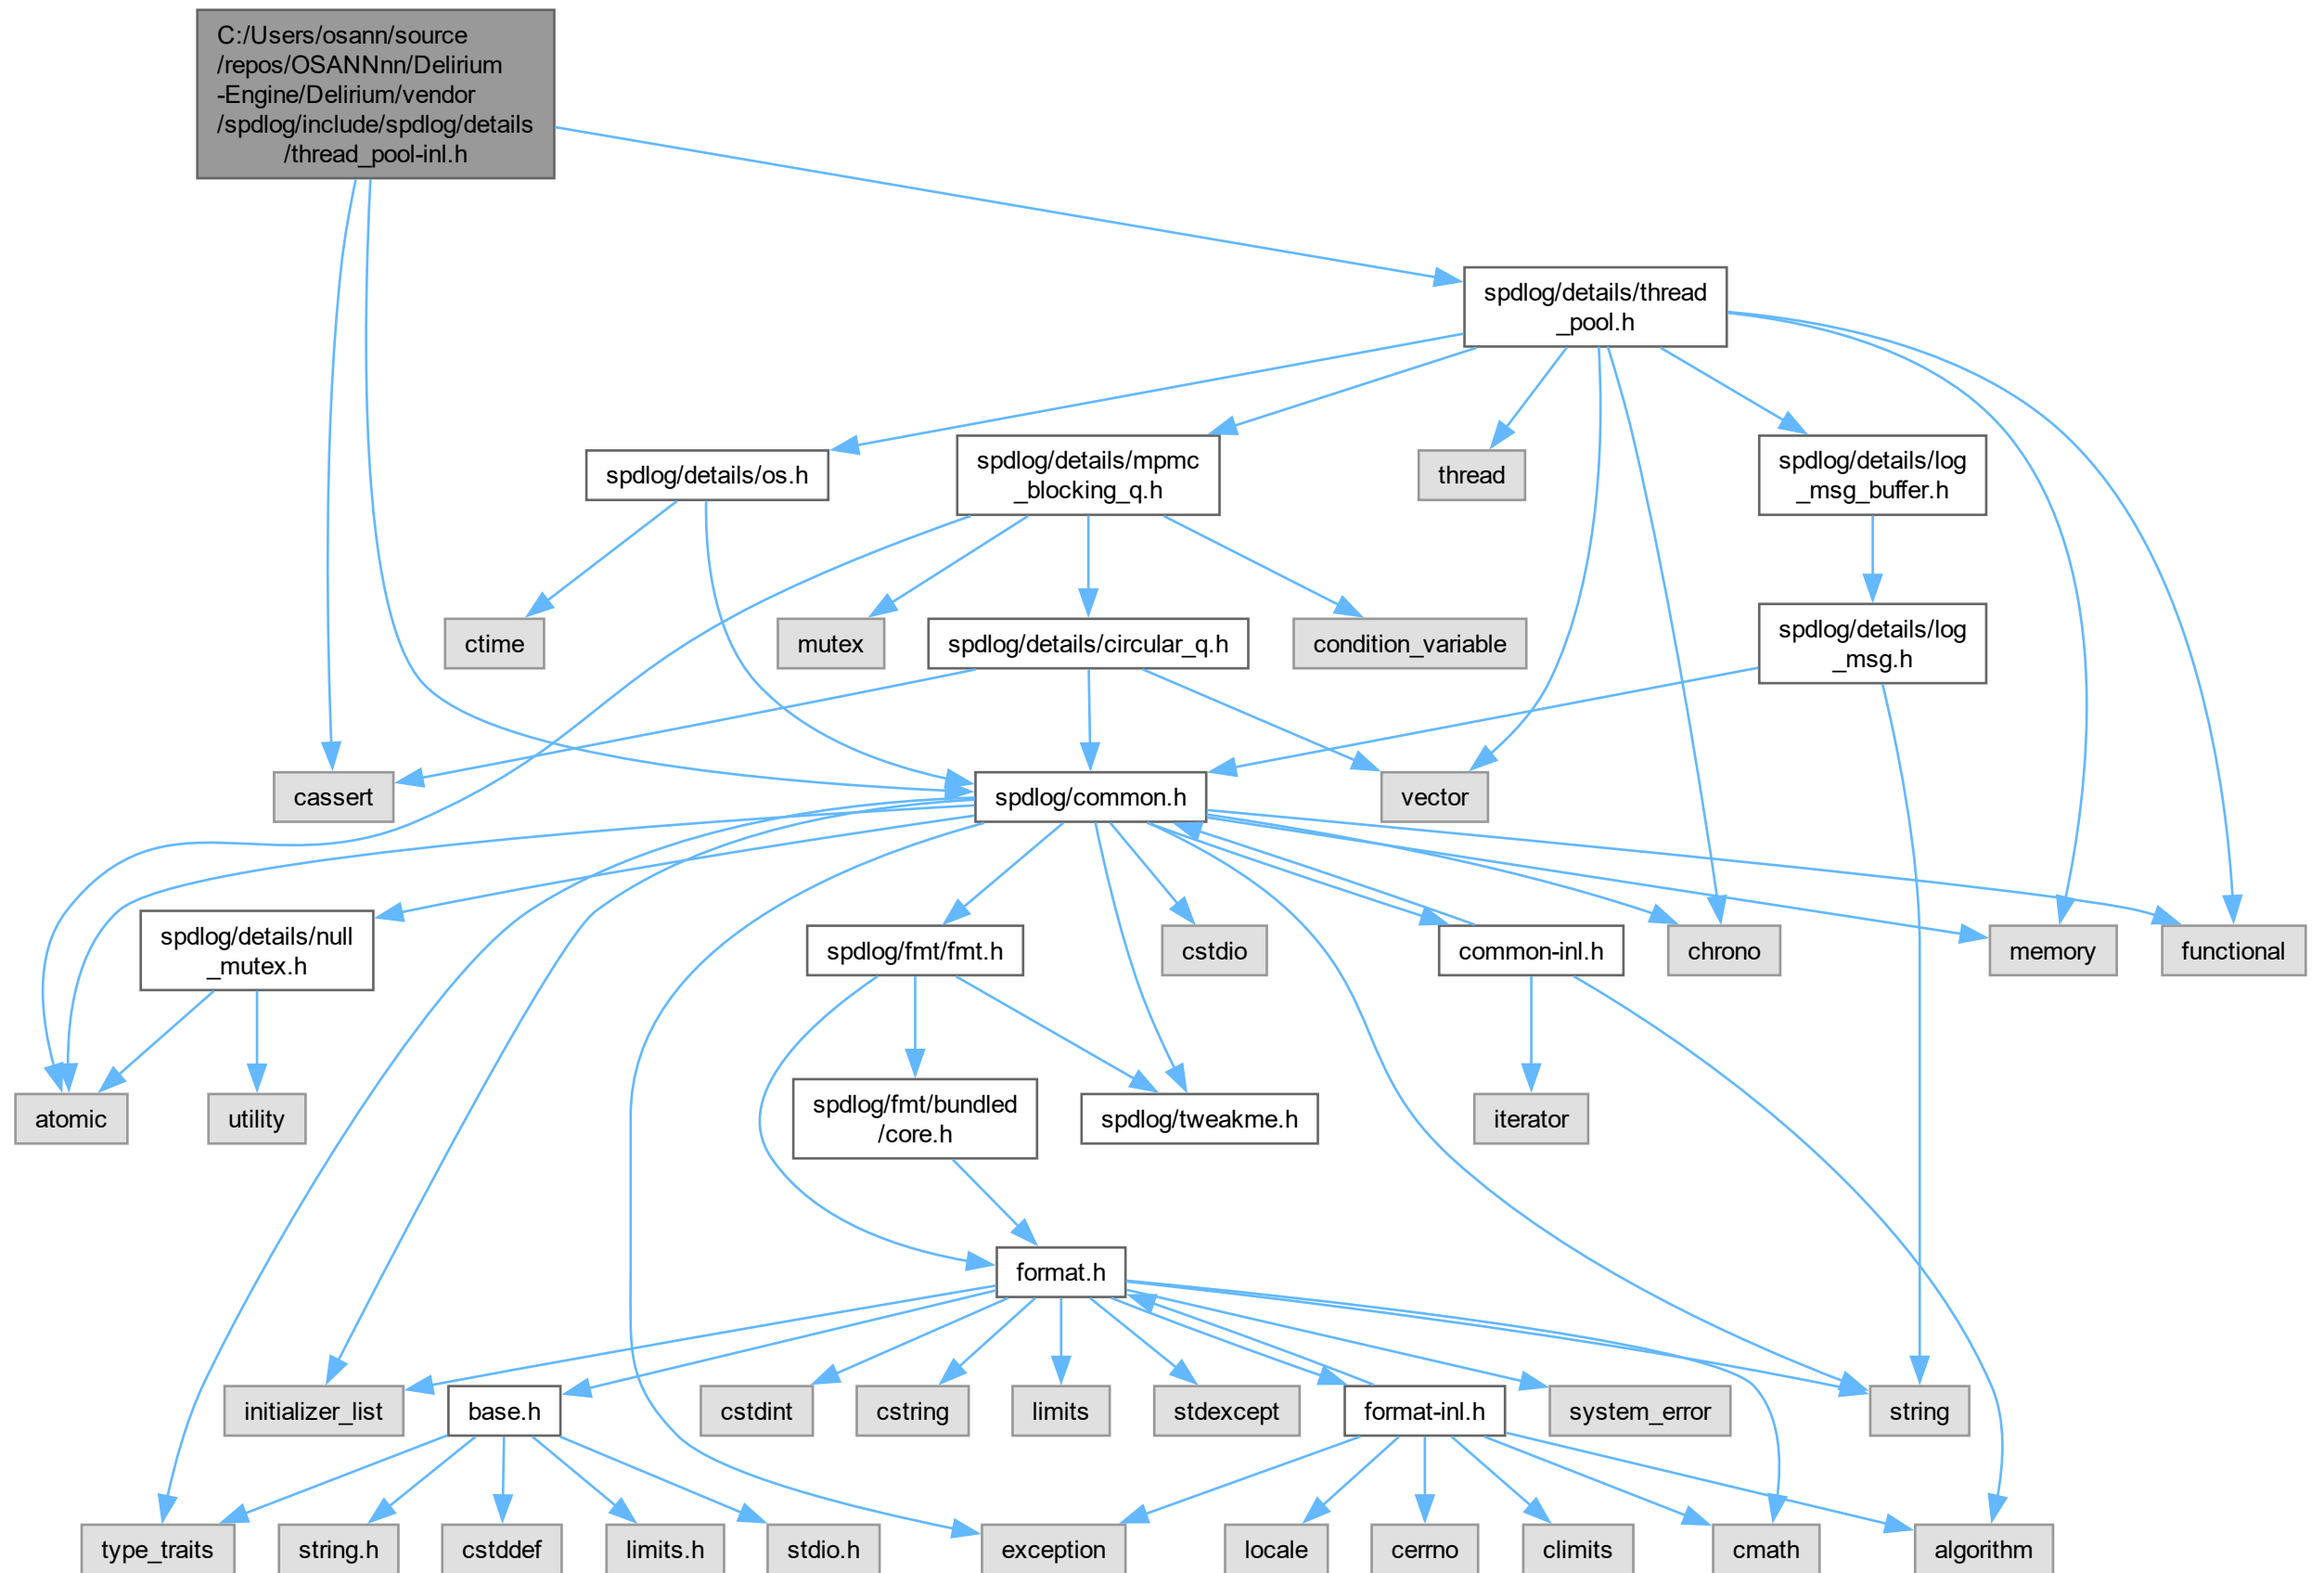 C:/Users/osann/source
/repos/OSANNnn/Delirium
-Engine/Delirium/vendor
/spdlog/include/spdlog/details
/thread_pool-inl.h
spdlog/details/thread
_pool.h
spdlog/details/os.h
spdlog/details/mpmc
_blocking_q.h
thread
spdlog/details/log
_msg_buffer.h
ctime
mutex
spdlog/details/circular_q.h
condition_variable
spdlog/details/log
_msg.h
cassert
spdlog/common.h
vector
spdlog/details/null
_mutex.h
spdlog/fmt/fmt.h
cstdio
common-inl.h
chrono
memory
functional
atomic
utility
spdlog/fmt/bundled
/core.h
spdlog/tweakme.h
iterator
format.h
initializer_list
base.h
cstdint
cstring
limits
stdexcept
format-inl.h
system_error
string
type_traits
string.h
cstddef
limits.h
stdio.h
exception
locale
cerrno
climits
cmath
algorithm